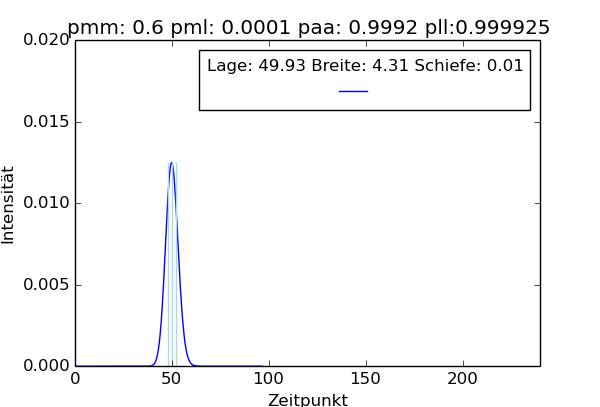 pmm: 0.6 pml: 0.0001 paa: 0.9992 pll:0.999925
Lage: 49.93 Breite: 4.31 Schiefe: 0.01
Intensität
0.020
0.015
0.010
0.005
0.000
0 50 100 150 200
Zeitpunkt